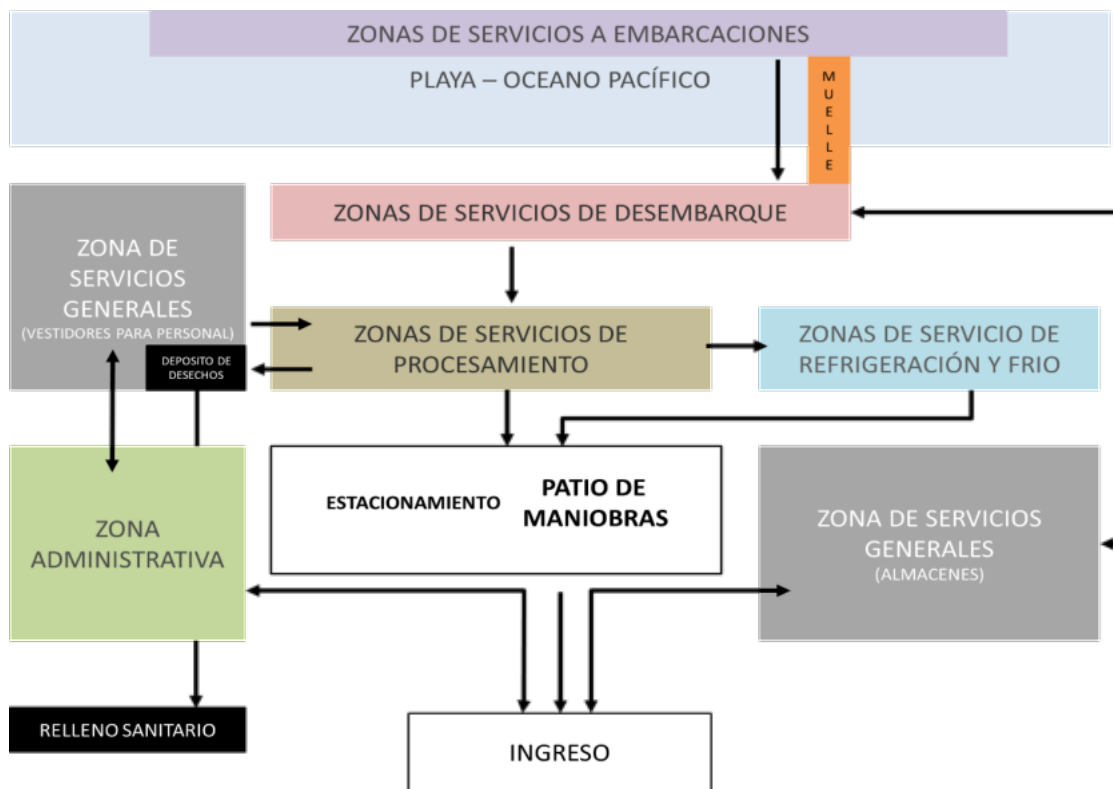 ZONAS DE SERVICIOS A EMBARCACIONES
PLAYA – OCEANO PACÍFICO
MUELLE
ZONAS DE SERVICIOS DE DESEMBARQUE
ZONA DE
SERVICIOS
GENERALES
(VESTIDORES PARA PERSONAL)
DEPOSITO DE
DESECHOS
ZONAS DE SERVICIOS DE
PROCESAMIENTO
ZONAS DE SERVICIO DE
REFRIGERACIÓN Y FRIO
ZONA
ADMINISTRATIVA
ESTACIONAMIENTO
PATIO DE
MANIOBRAS
ZONA DE SERVICIOS
GENERALES
(ALMACENES)
RELLENO SANITARIO
INGRESO